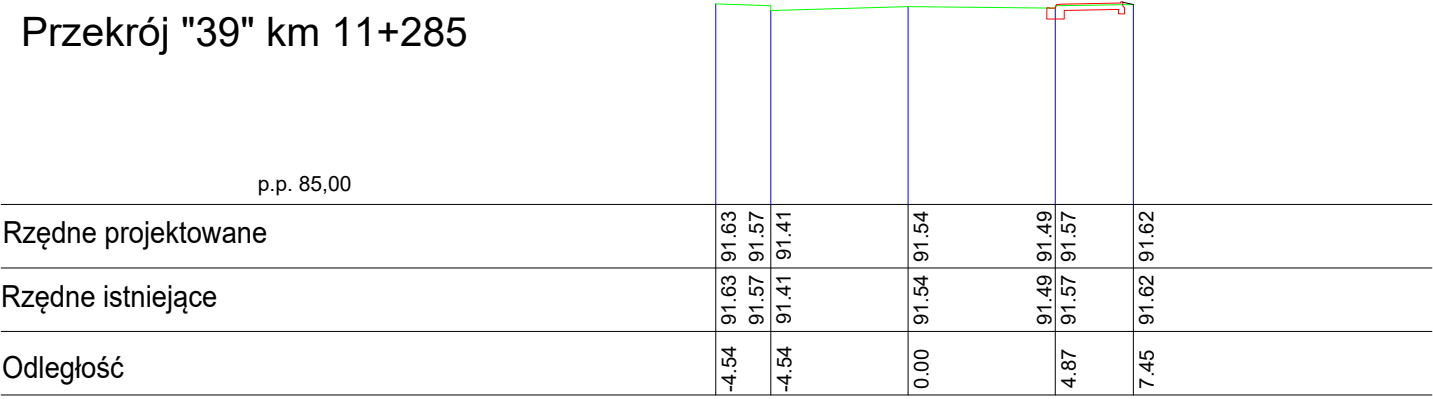 Przekrój "39" km 11+285
p.p. 85,00
Rzędne projektowane 91.63 91.57 91.41 91.54 91.49 91.57 91.62
Rzędne istniejące 91.63 91.57 91.41 91.54 91.49 91.57 91.62
Odległość -4.54 -4.54 0.00 4.87 7.45